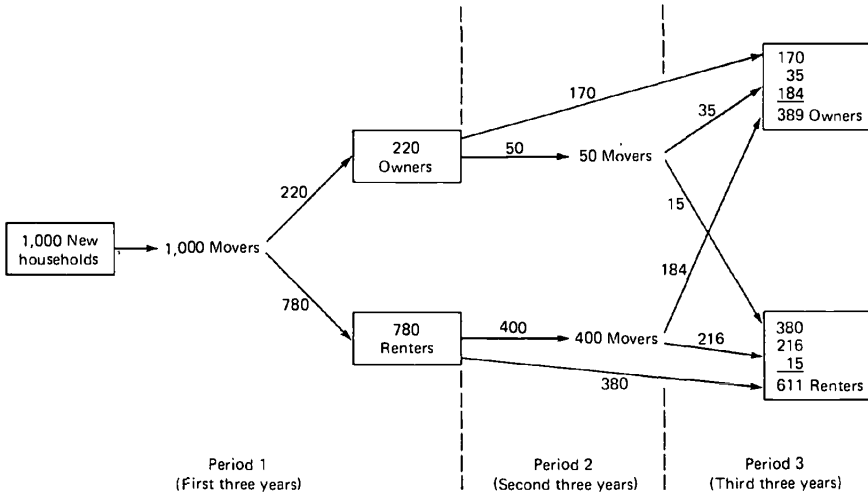 1,000 New
households
1,000 Movers
220
780
220
Owners
780
Renters
170
50
50 Movers
400
400 Movers
380
35
15
184
216
170
35
184
389 Owners
380
216
15
611 Renters
Period 1
(First three years)
Period 2
(Second three years)
Period 3
(Third three years)